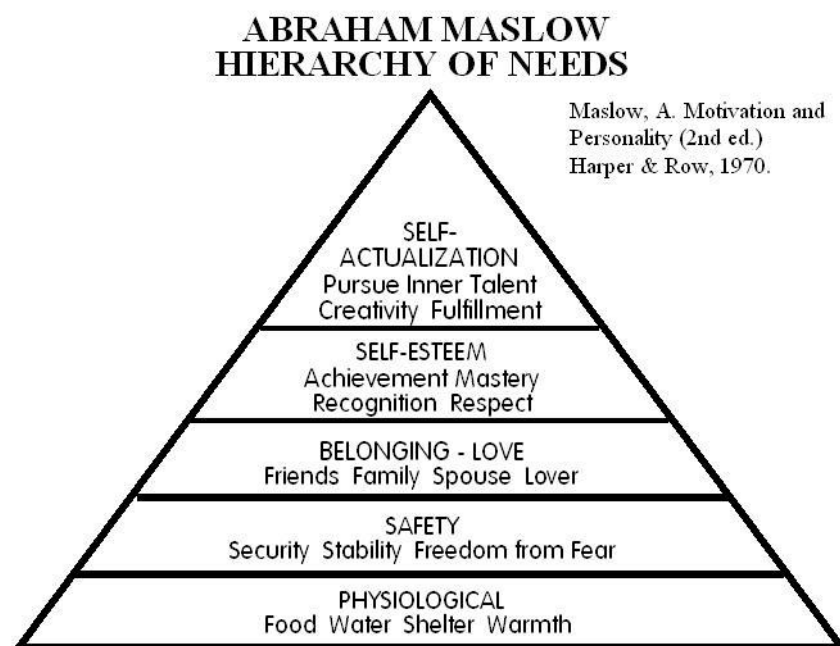 ABRAHAM MASLOW
HIERARCHY OF NEEDS
Maslow, A. Motivation and
Personality (2nd ed.)
Harper & Row, 1970.
SELF-
ACTUALIZATION
Pursue Inner Talent
Creativity Fulfillment
SELF-ESTEEM
Achievement Mastery
Recognition Respect
BELONGING - LOVE
Friends Family Spouse Lover
SAFETY
Security Stability Freedom from Fear
PHYSIOLOGICAL
Food Water Shelter Warmth